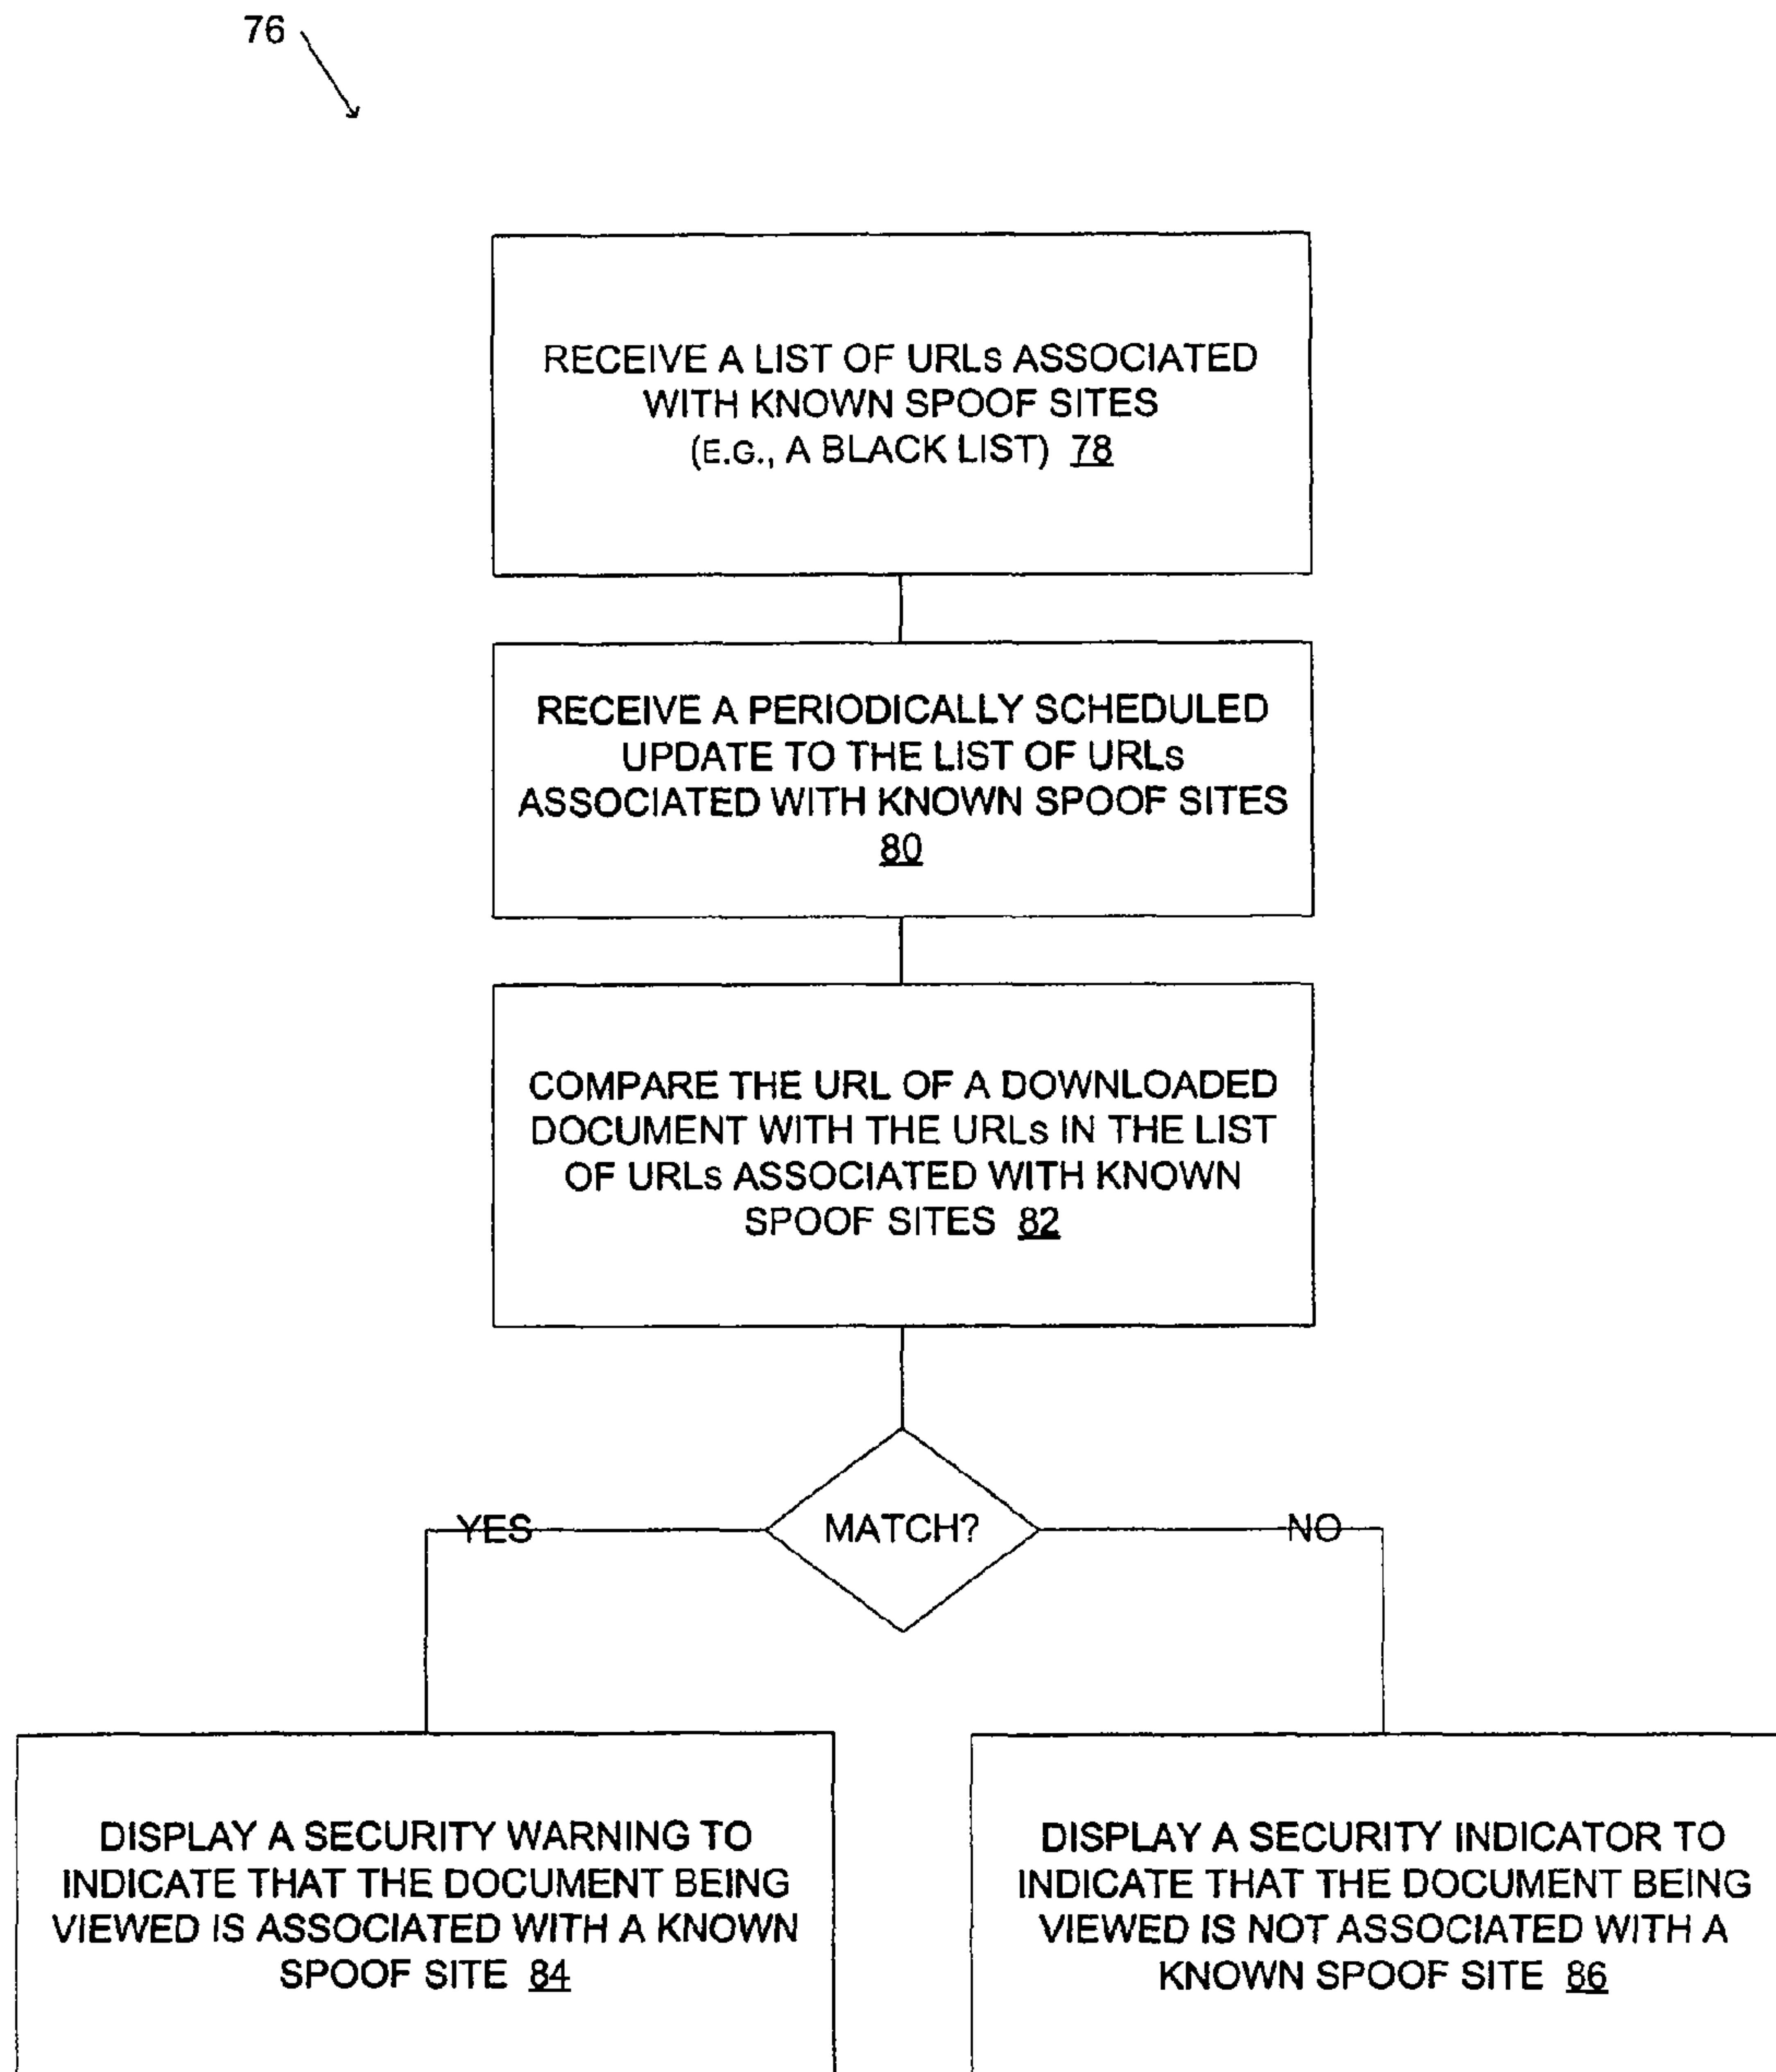 76
RECEIVE A LIST OF URLs ASSOCIATED
WITH KNOWN SPOOF SITES
(E.G., A BLACK LIST) 78
RECEIVE A PERIODICALLY SCHEDULED
UPDATE TO THE LIST OF URLs
ASSOCIATED WITH KNOWN SPOOF SITES
80
COMPARE THE URL OF A DOWNLOADED
DOCUMENT WITH THE URLs IN THE LIST
OF URLs ASSOCIATED WITH KNOWN
SPOOF SITES 82
YES
MATCH?
NO
DISPLAY A SECURITY WARNING TO
INDICATE THAT THE DOCUMENT BEING
VIEWED IS ASSOCIATED WITH A KNOWN
SPOOF SITE 84
DISPLAY A SECURITY INDICATOR TO
INDICATE THAT THE DOCUMENT BEING
VIEWED IS NOT ASSOCIATED WITH A
KNOWN SPOOF SITE 86